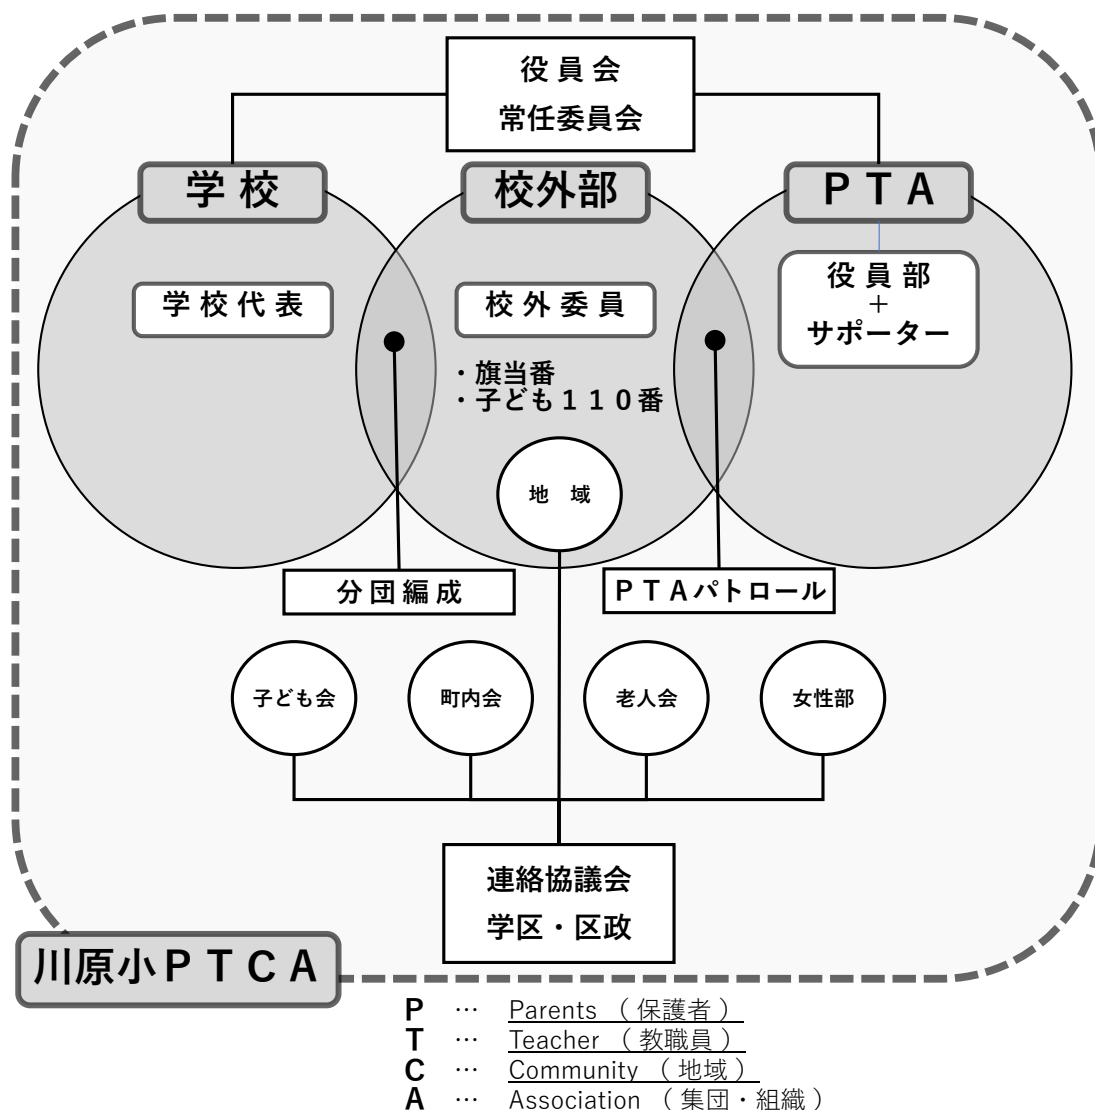 役員会
常任委員会
学校
校外部
PTA
学校代表
校外委員
役員部
+
サポーター
・旗当番
・子ども110番
地　域
分団編成
PTAパトロール
子ども会
町内会
老人会
女性部
連絡協議会
学区・区政
川原小PTCA
P … Parents （保護者）
T … Teacher （教職員）
C … Community （地域）
A … Association （集団・組織）